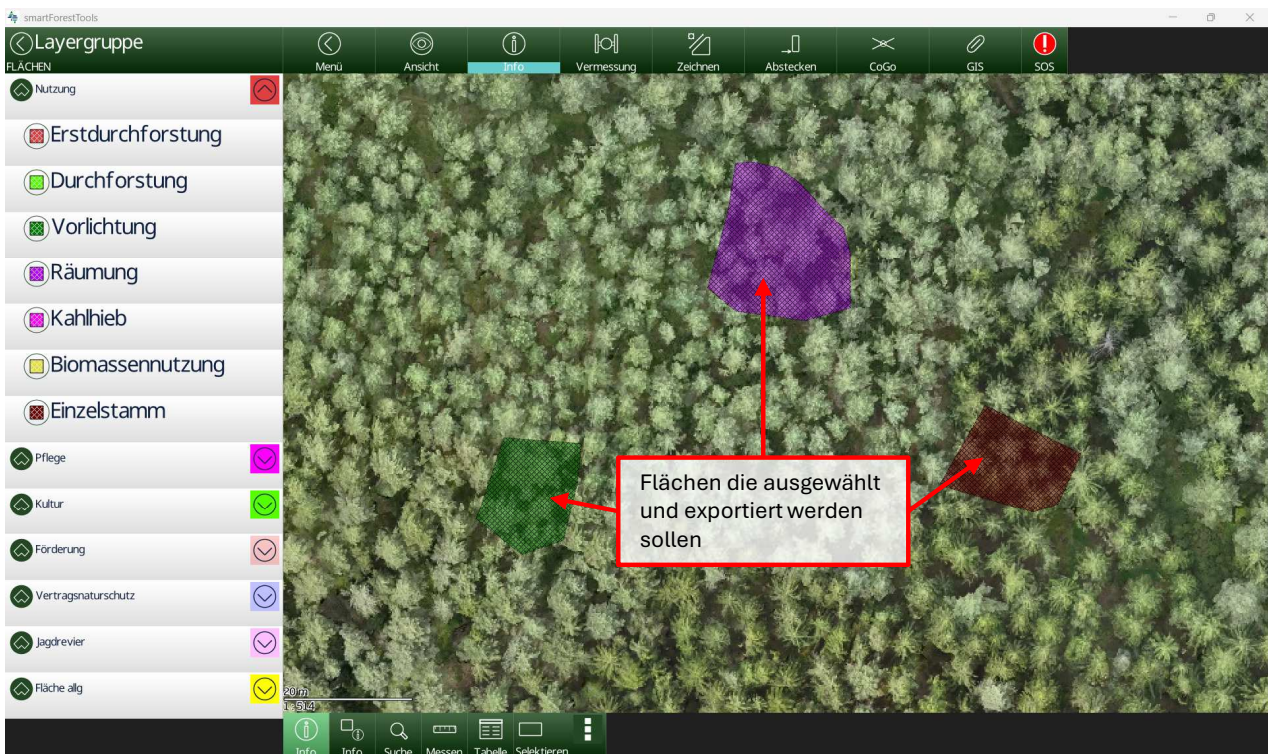 smartForestTools
Layergruppe
FLÄCHEN
Menü
Ansicht
Info
Vermessung
Zeichnen
Abstecken
CoGo
GIS
SOS
Nutzung
Erstdurchforstung
Durchforstung
Vorlichtung
Räumung
Kahlhieb
Biomassennutzung
Einzelstamm
Pflege
Kultur
Förderung
Vertragsnaturschutz
Jagdrevier
Fläche allg
Flächen die ausgewählt
und exportiert werden
sollen
20 m
1:514
Info
Info
Suche
Messen
Tabelle
Selektieren